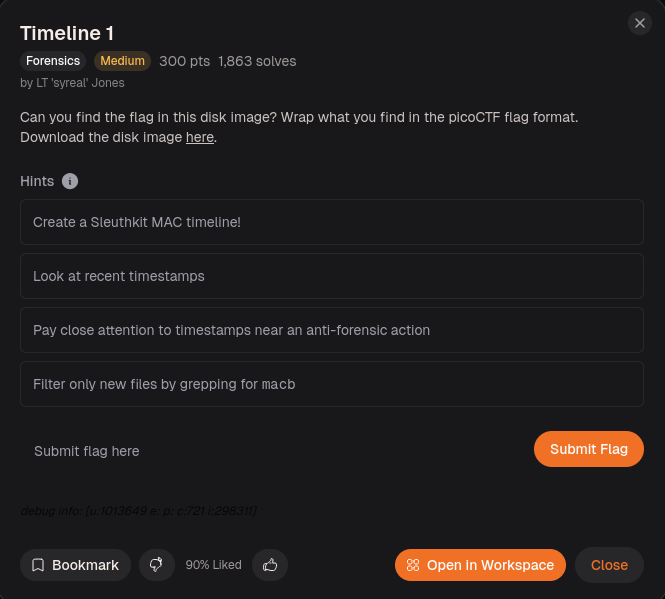 Timeline 1
Forensics Medium 300 pts 1,863 solves
by LT 'syreal' Jones
Can you find the flag in this disk image? Wrap what you find in the picoCTF flag format.
Download the disk image here.
Hints i
Create a Sleuthkit MAC timeline!
Look at recent timestamps
Pay close attention to timestamps near an anti-forensic action
Filter only new files by grepping for macb
Submit flag here Submit Flag
debug info: [u:1013649 e: p: c:721 i:298311]
Bookmark 90% Liked Open in Workspace Close